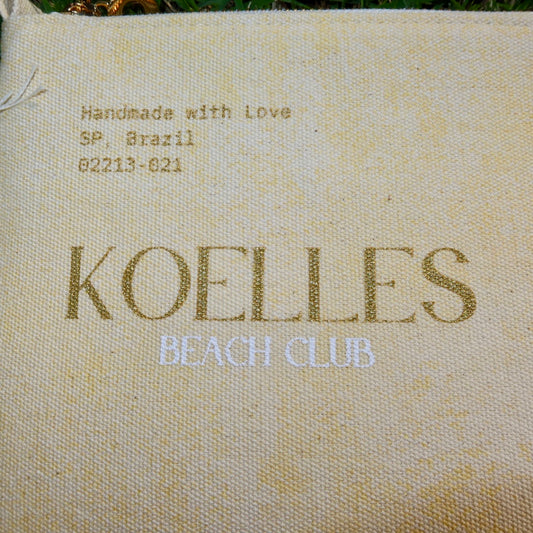 Handmade with Love
SP, Brazil
02213-021
KOELLES
BEACH CLUB